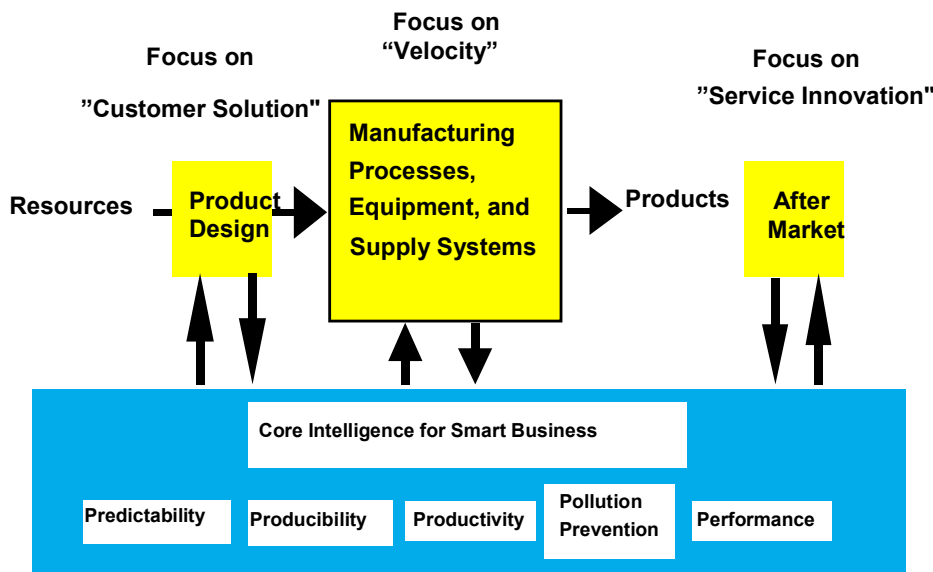 Focus on
“Velocity”
Focus on
”Customer Solution"
Focus on
”Service Innovation"
Resources
Product
Design
Manufacturing
Processes,
Equipment, and
Supply Systems
Products
After
Market
Core Intelligence for Smart Business
Predictability
Producibility
Productivity
Pollution
Prevention
Performance